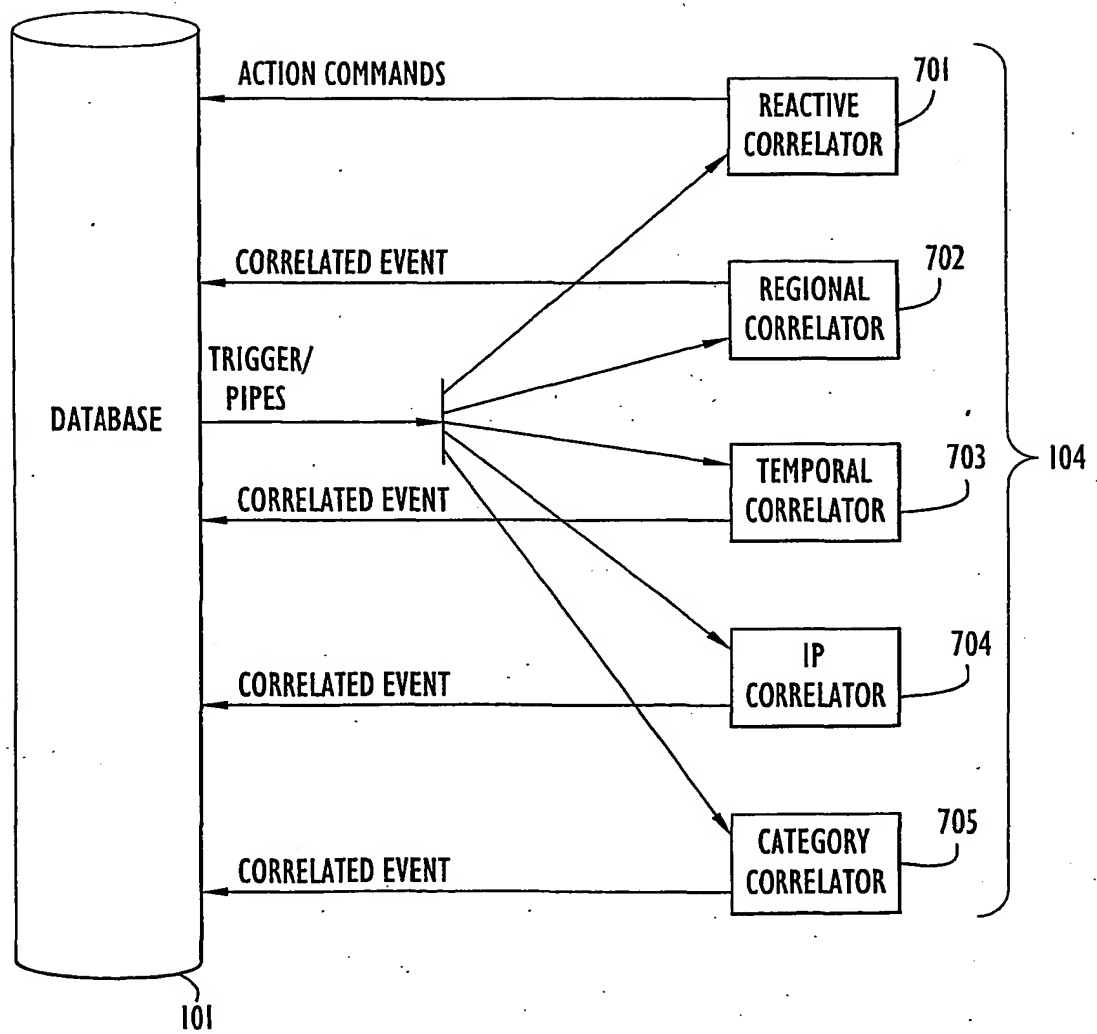 ACTION COMMANDS
701
REACTIVE
CORRELATOR
CORRELATED EVENT
702
REGIONAL
CORRELATOR
TRIGGER/
PIPES
DATABASE
703
TEMPORAL
CORRELATOR
104
CORRELATED EVENT
704
IP
CORRELATOR
CORRELATED EVENT
705
CATEGORY
CORRELATOR
CORRELATED EVENT
101